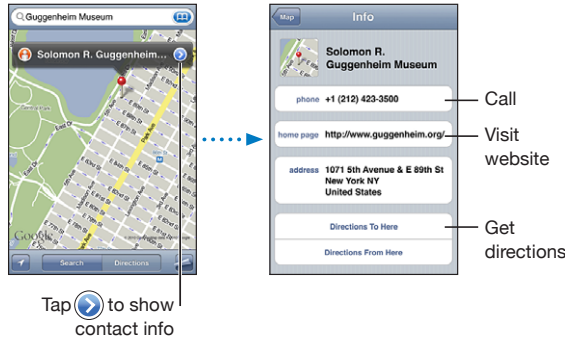 Guggenheim Museum
Solomon R. Guggenheim...
Park Ave
Google
Search
Directions
Tap to show
contact info
Map
Info
Solomon R.
Guggenheim Museum
phone +1 (212) 423-3500
home page http://www.guggenheim.org/
address 1071 5th Avenue & E 89th St
New York NY
United States
Directions To Here
Directions From Here
Call
Visit
website
Get
directions